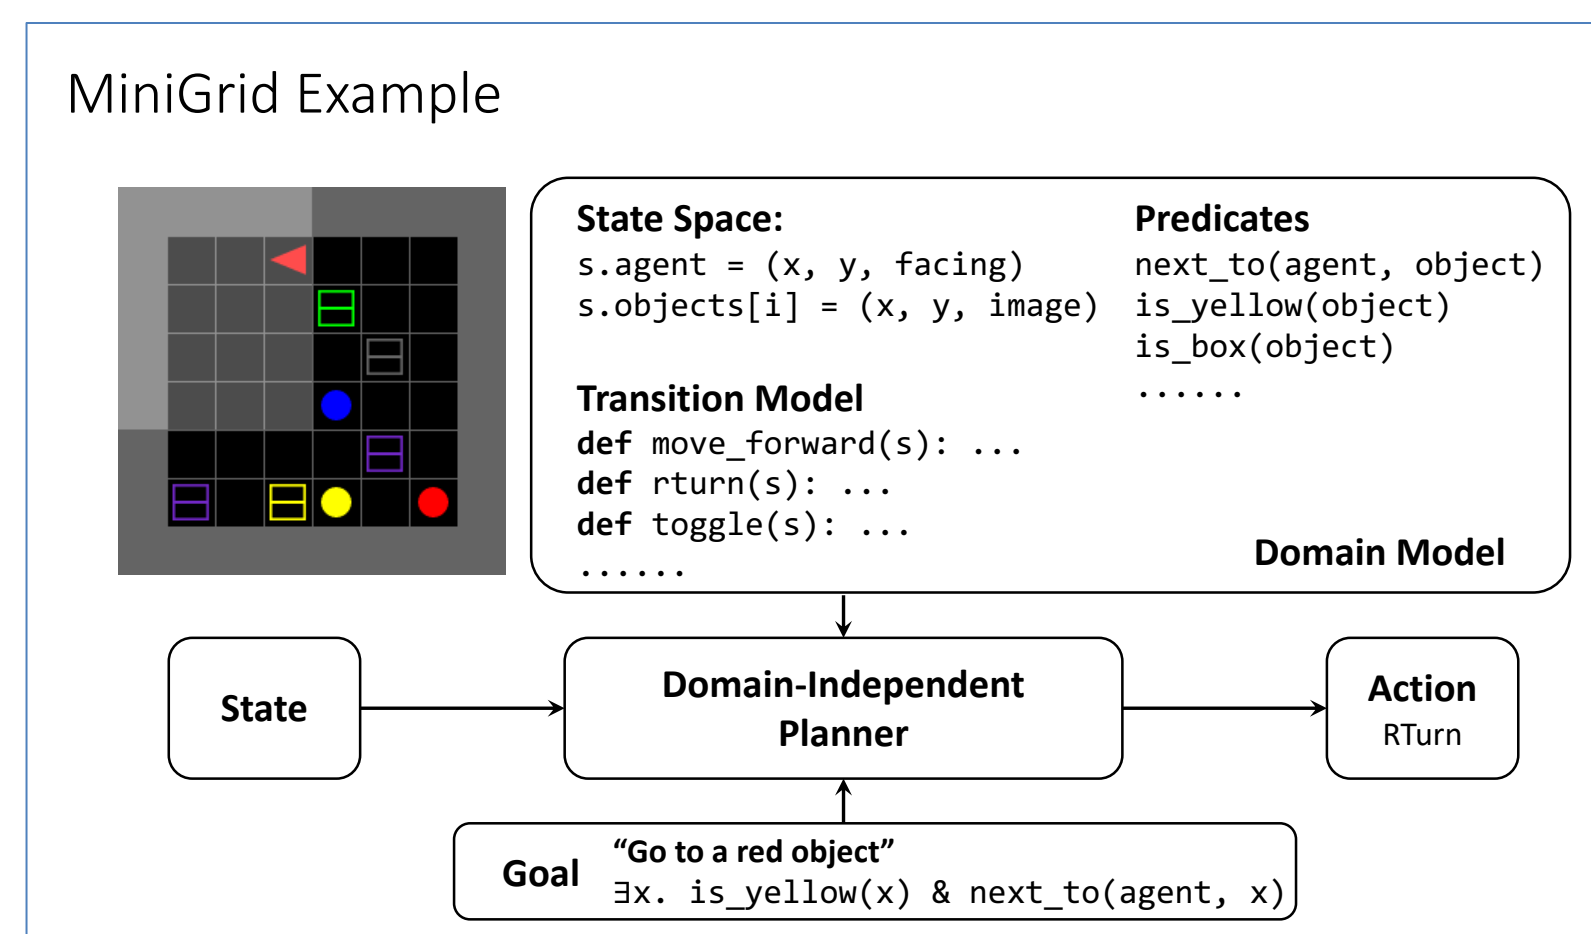 MiniGrid Example
State Space:
s.agent = (x, y, facing)
s.objects[i] = (x, y, image)
Transition Model
def move_forward(s): ...
def rturn(s): ...
def toggle(s): ...
......
Predicates
next_to(agent, object)
is_yellow(object)
is_box(object)
......
Domain Model
State
Domain-Independent
Planner
Action
RTurn
Goal
“Go to a red object”
∃x. is_yellow(x) & next_to(agent, x)